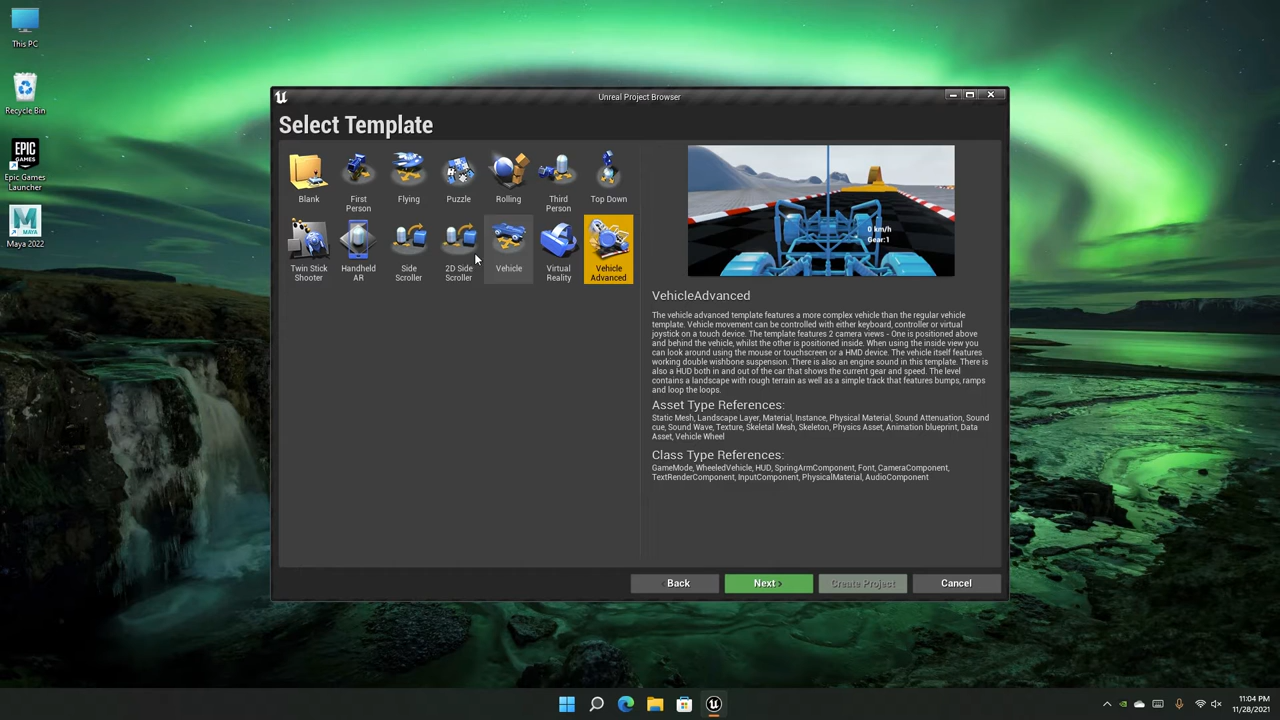 This PC
Recycle Bin
EPIC
GAMES
Epic Games
Launcher
MAYA
Maya 2022
Unreal Project Browser
Select Template
Blank
First
Person
Flying
Puzzle
Rolling
Third
Person
Top Down
Twin Stick
Shooter
Handheld
AR
Side
Scroller
2D Side
Scroller
Vehicle
Virtual
Reality
Vehicle
Advanced
0 km/h
Gear:1
VehicleAdvanced
The vehicle advanced template features a more complex vehicle than the regular vehicle
template. Vehicle movement can be controlled with either keyboard, controller or virtual
joystick on a touch device. The template features 2 camera views - One is positioned above
and behind the vehicle, whilst the other is positioned inside. When using the inside view you
can look around using the mouse or touchscreen or a HMD device. The vehicle itself features
working double wishbone suspension. There is also an engine sound in this template. There is
also a HUD both in and out of the car that shows the current gear and speed. The level
contains a landscape with rough terrain as well as a simple track that features bumps, ramps
and loop the loops.
Asset Type References:
Static Mesh, Landscape Layer, Material, Instance, Physical Material, Sound Attenuation, Sound
cue, Sound Wave, Texture, Skeletal Mesh, Skeleton, Physics Asset, Animation blueprint, Data
Asset, Vehicle Wheel
Class Type References:
GameMode, WheeledVehicle, HUD, SpringArmComponent, Font, CameraComponent,
TextRenderComponent, InputComponent, PhysicalMaterial, AudioComponent
Back
Next
Create Project
Cancel
11:04 PM
11/28/2021